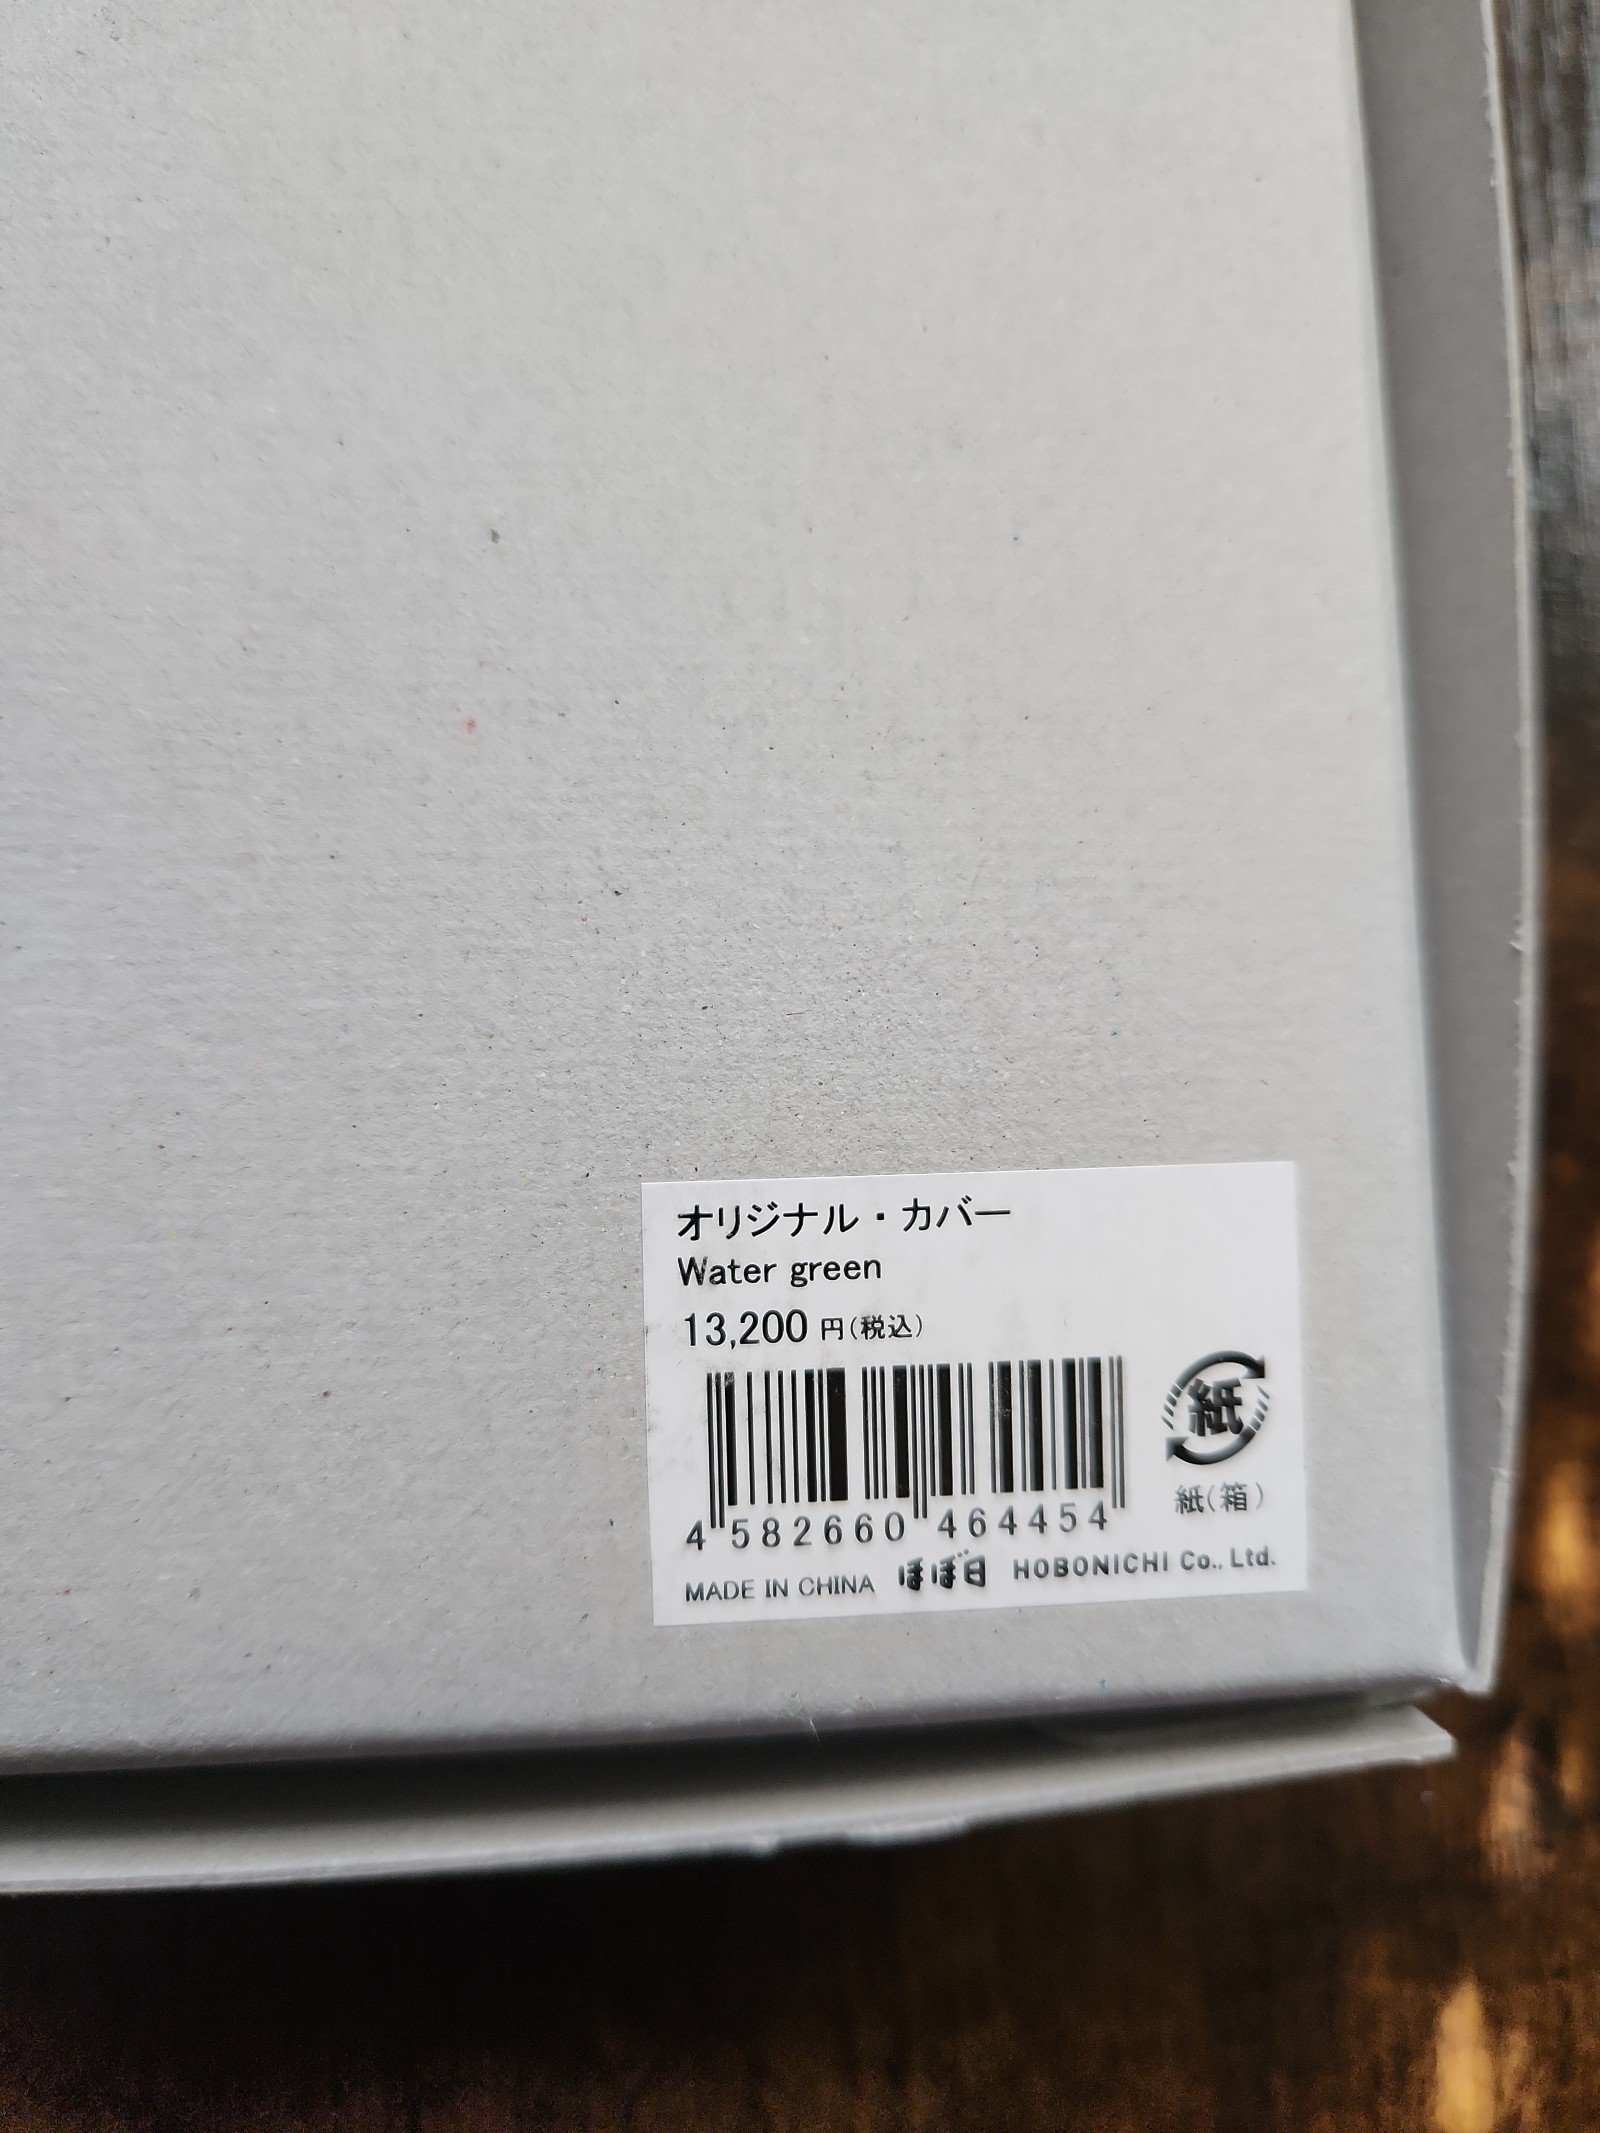 オリジナル・カバー
Water green
13,200 円(税込)
紙
紙(箱)
4 582660 464454
MADE IN CHINA ほぼ日 HOBONICHI Co., Ltd.